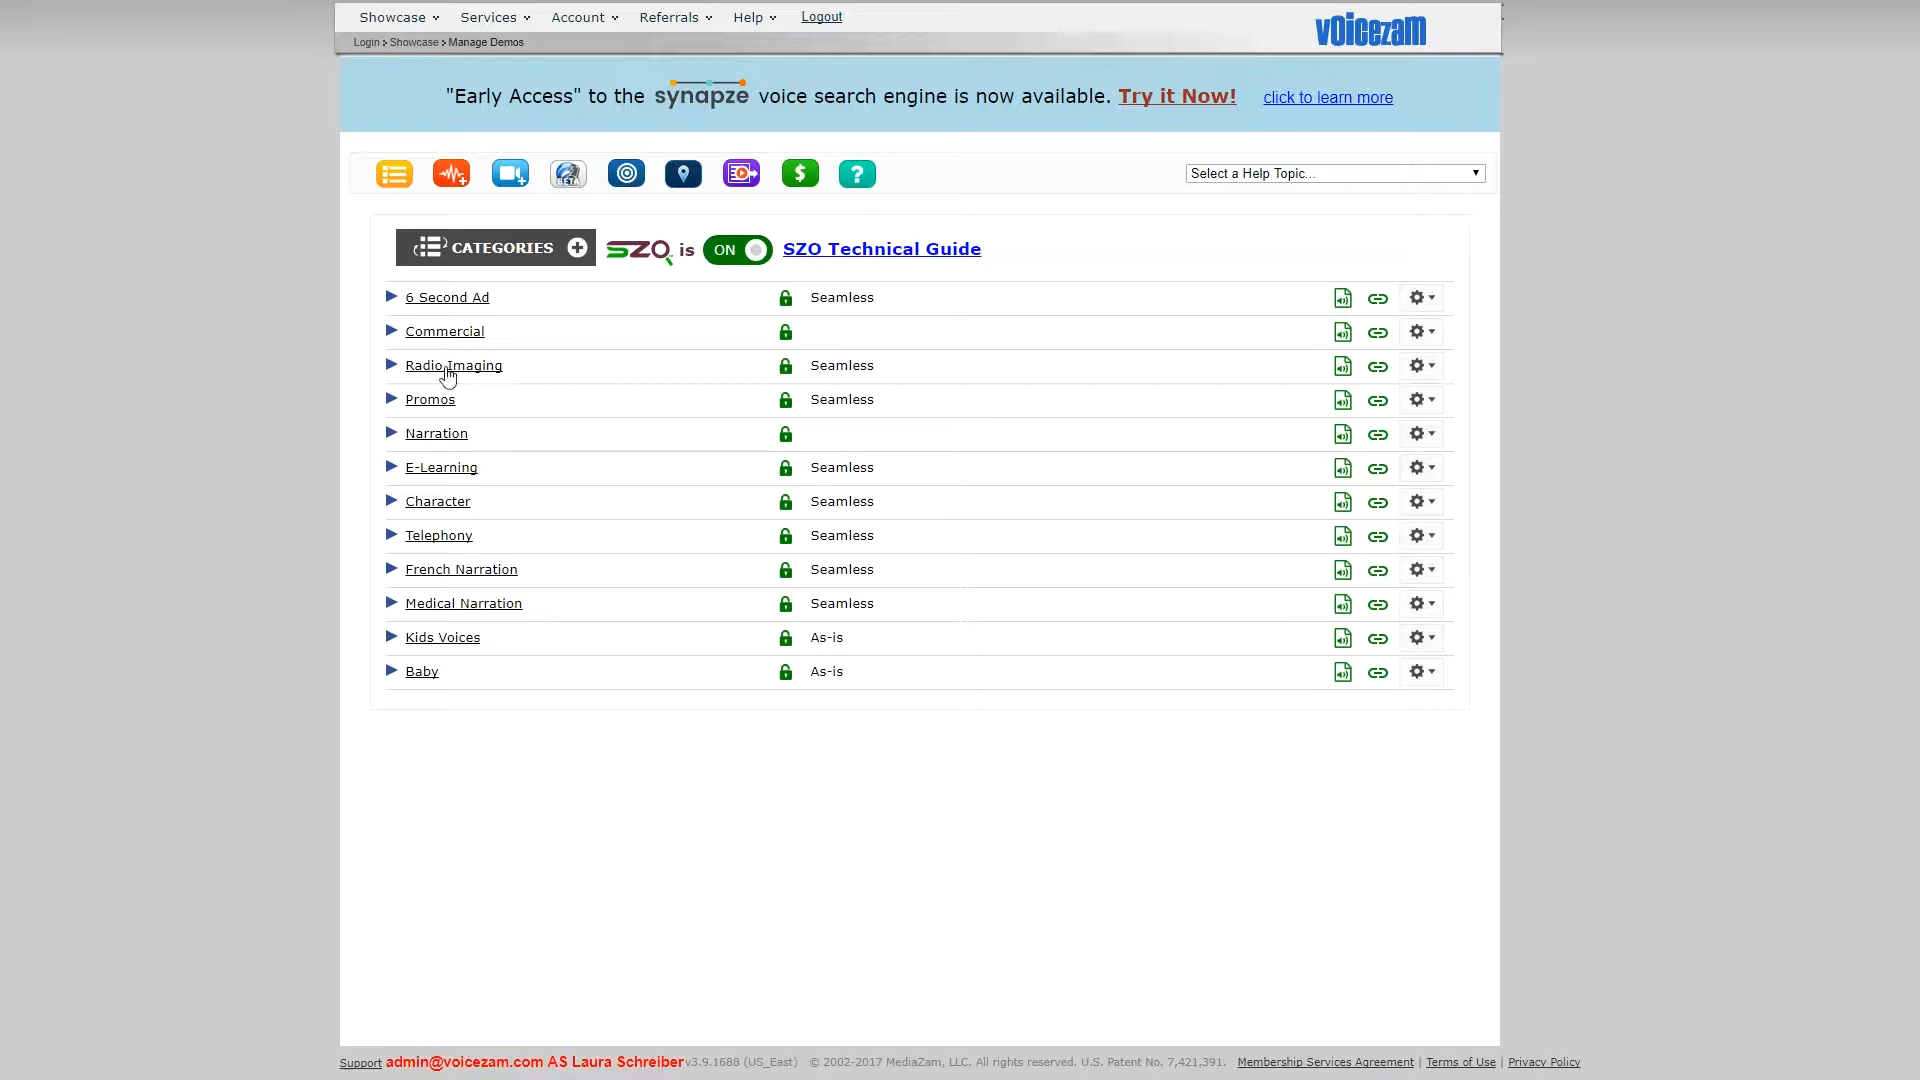 Showcase Services Account Referrals Help Logout
voicezam
Login > Showcase > Manage Demos
"Early Access" to the synapze voice search engine is now available. Try it Now! click to learn more
BETA
$
?
Select a Help Topic...
CATEGORIES SZO is ON SZO Technical Guide
6 Second Ad Seamless
Commercial
Radio Imaging Seamless
Promos Seamless
Narration
E-Learning Seamless
Character Seamless
Telephony Seamless
French Narration Seamless
Medical Narration Seamless
Kids Voices As-is
Baby As-is
Support admin@voicezam.com AS Laura Schreiber v3.9.1688 (US_East) © 2002-2017 MediaZam, LLC. All rights reserved. U.S. Patent No. 7,421,391. Membership Services Agreement | Terms of Use | Privacy Policy